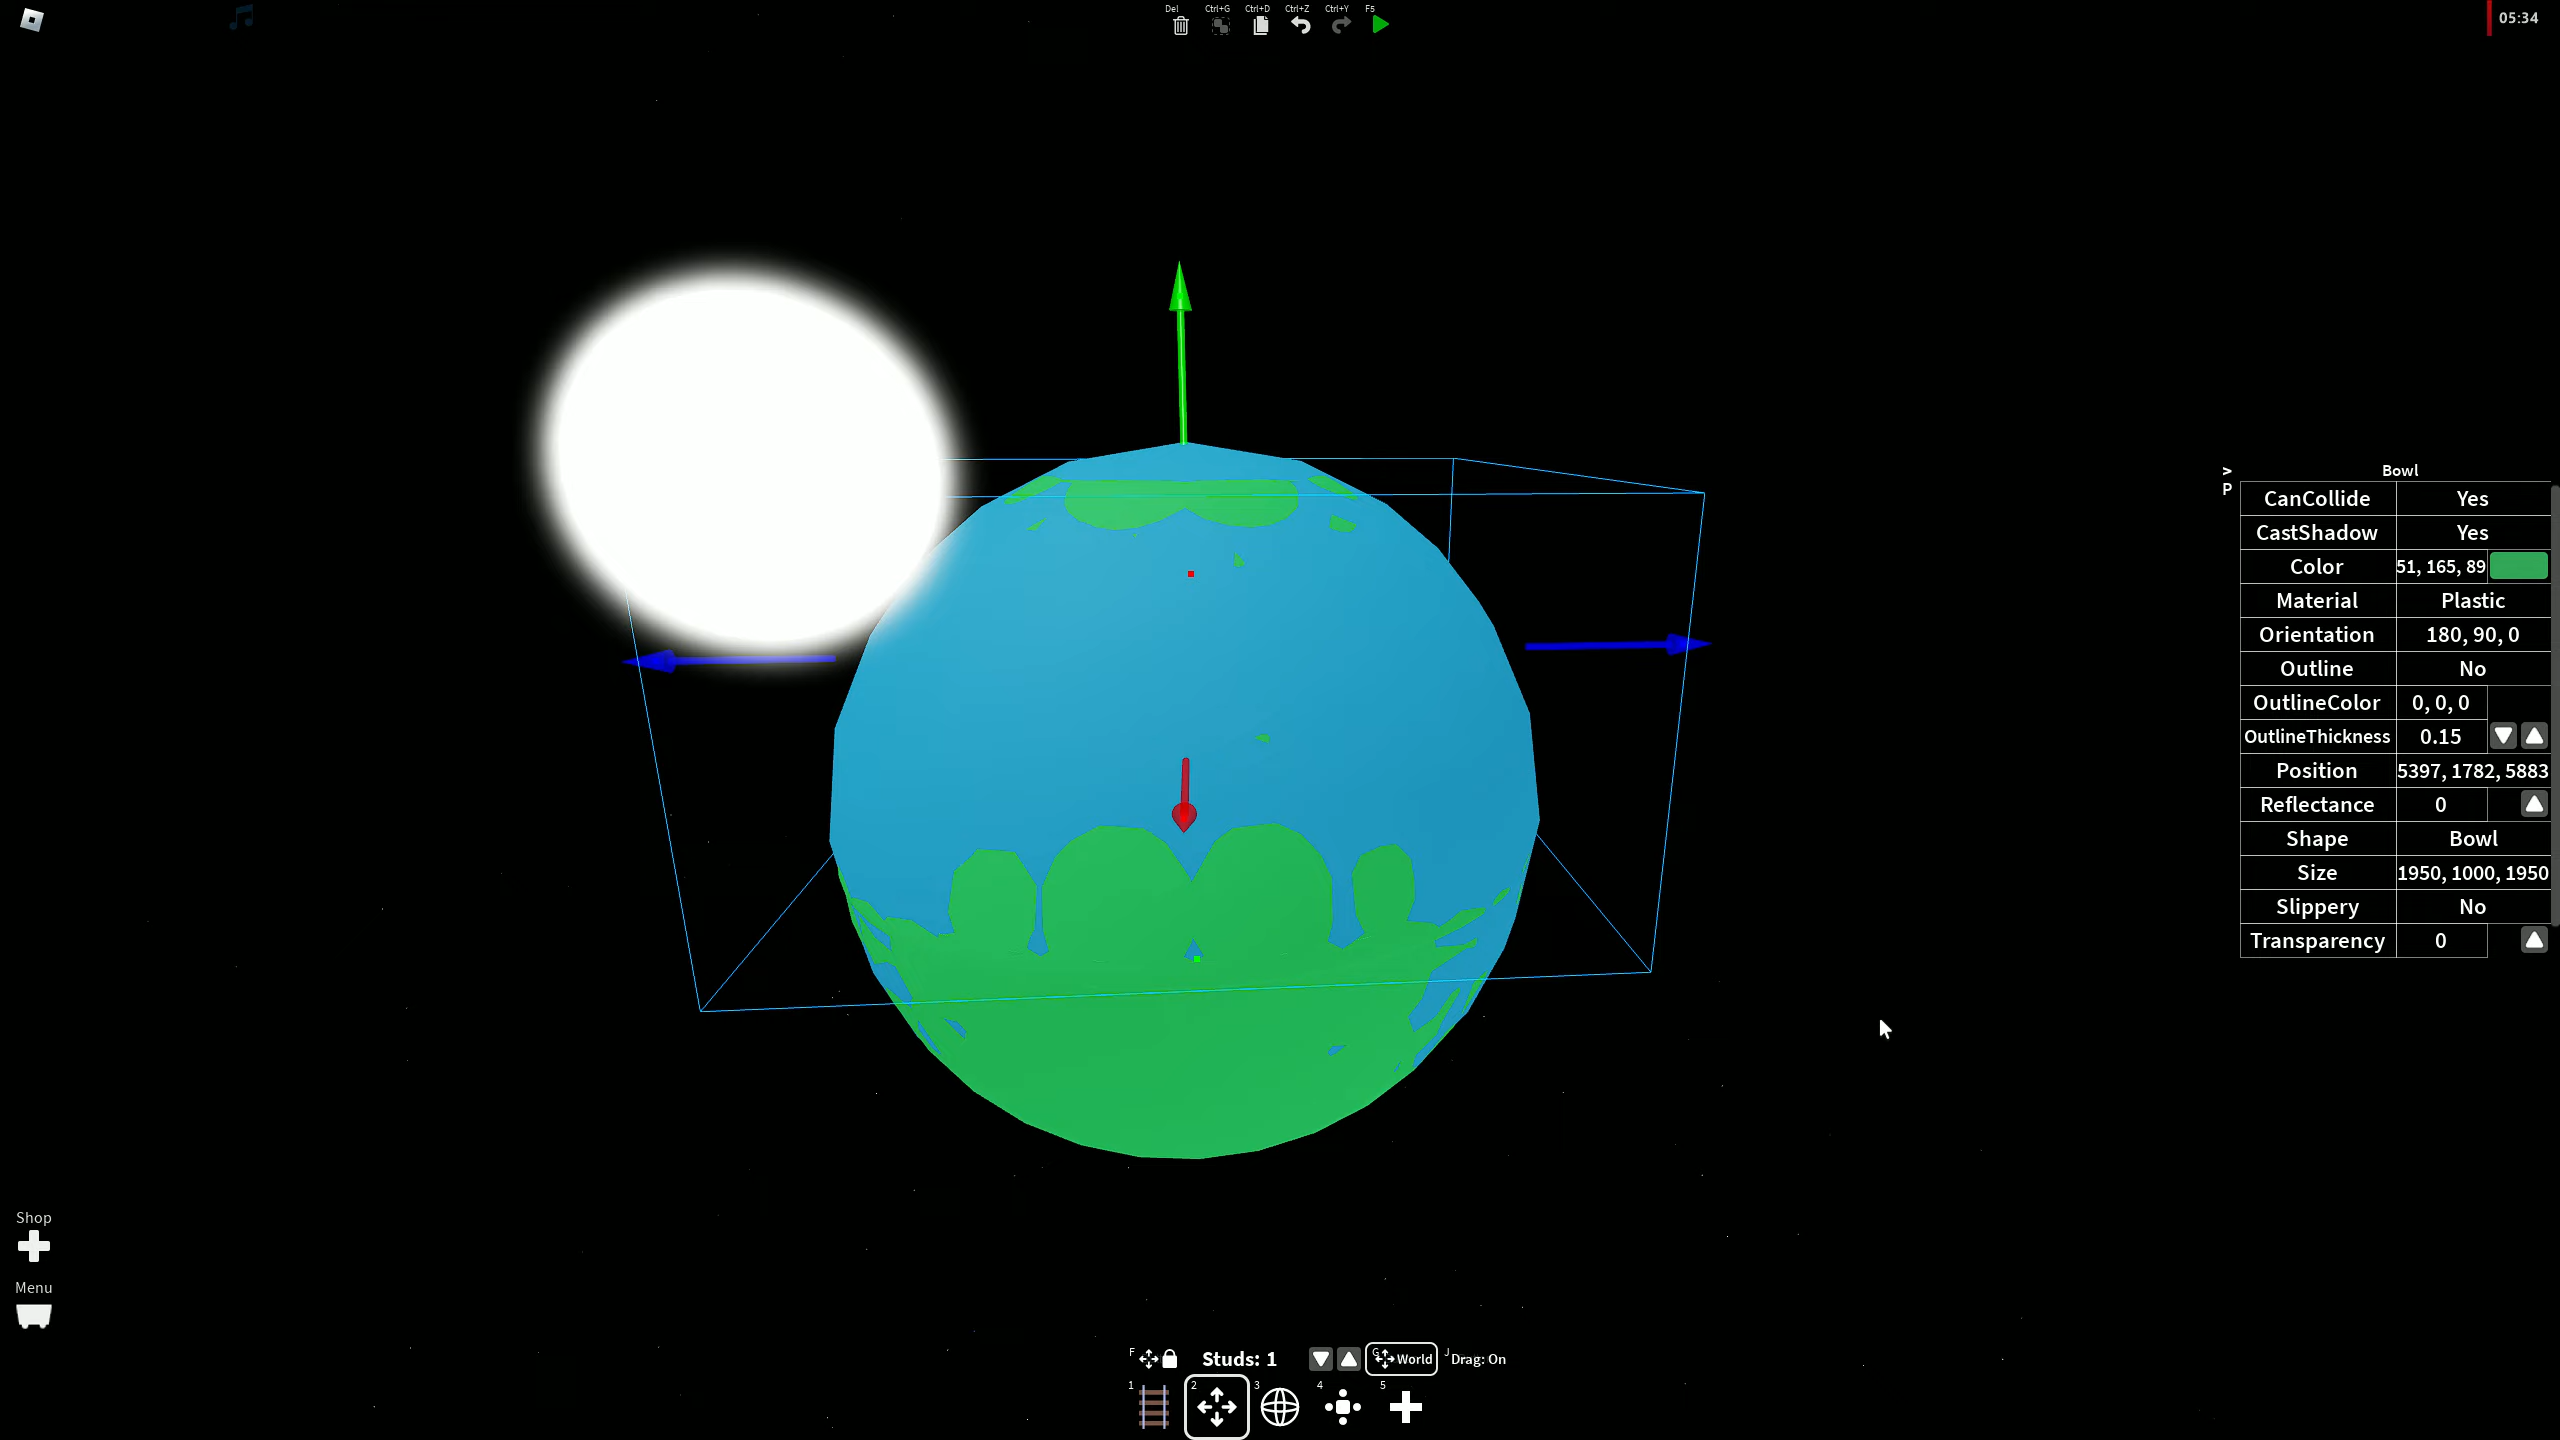 Del Ctrl+G Ctrl+D Ctrl+Z Ctrl+Y F5
05:34
> Bowl
P
CanCollide Yes
CastShadow Yes
Color 51, 165, 89
Material Plastic
Orientation 180, 90, 0
Outline No
OutlineColor 0, 0, 0
OutlineThickness 0.15
Position 5397, 1782, 5883
Reflectance 0
Shape Bowl
Size 1950, 1000, 1950
Slippery No
Transparency 0
Shop
Menu
F Studs: 1 G World J Drag: On
1 2 3 4 5